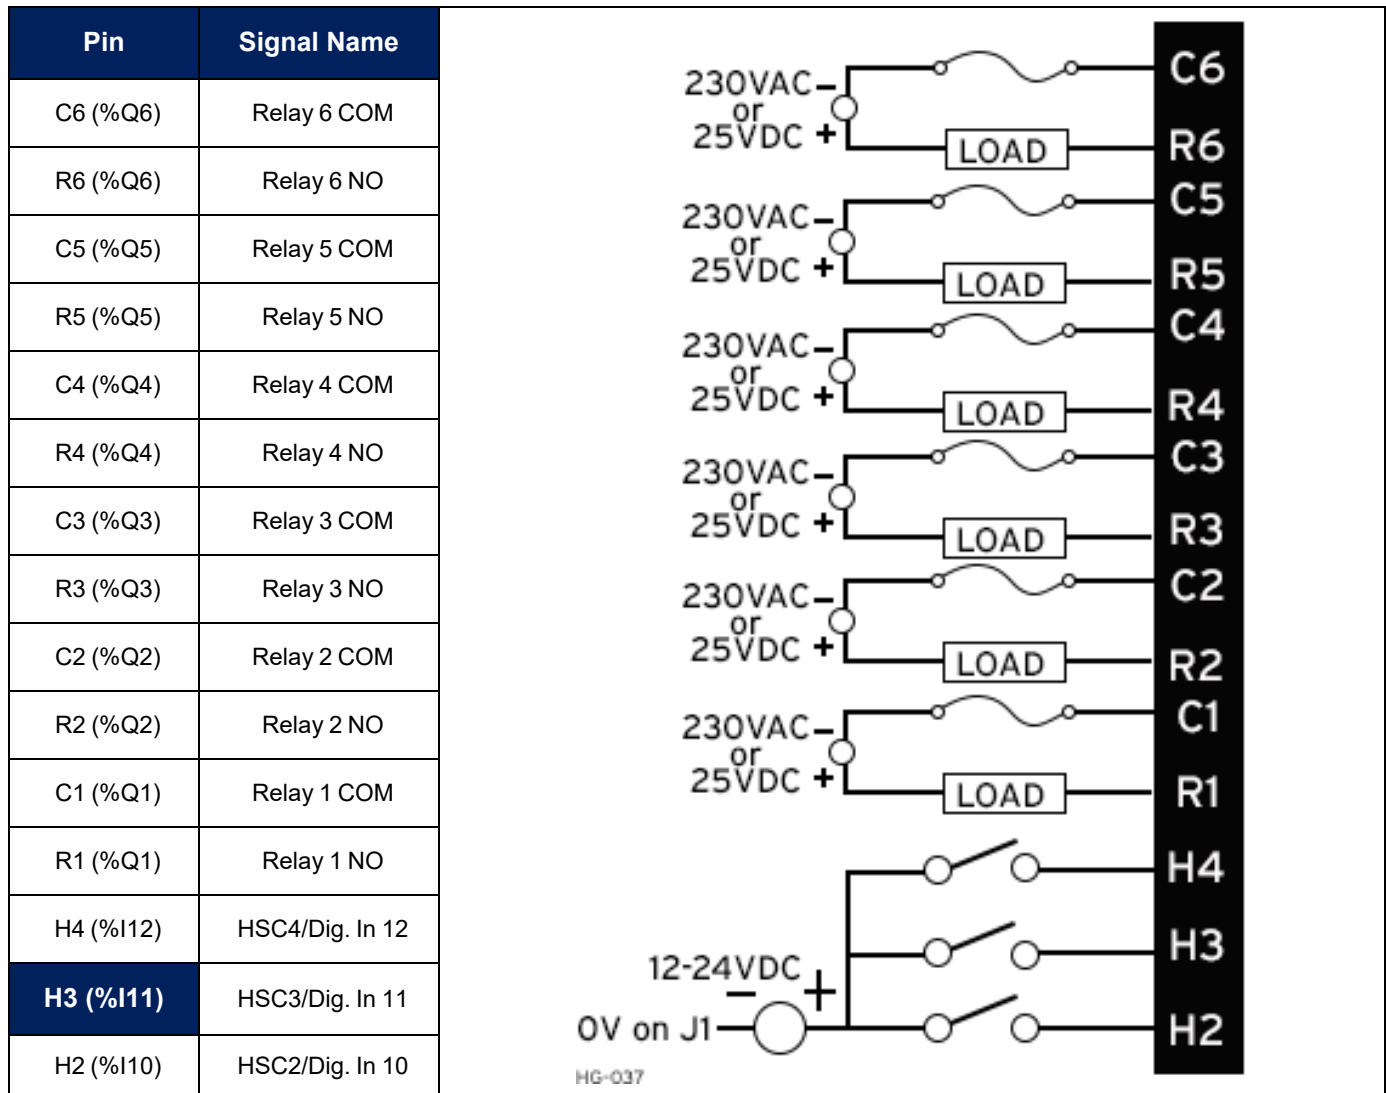 Pin Signal Name
C6 (%Q6) Relay 6 COM
R6 (%Q6) Relay 6 NO
C5 (%Q5) Relay 5 COM
R5 (%Q5) Relay 5 NO
C4 (%Q4) Relay 4 COM
R4 (%Q4) Relay 4 NO
C3 (%Q3) Relay 3 COM
R3 (%Q3) Relay 3 NO
C2 (%Q2) Relay 2 COM
R2 (%Q2) Relay 2 NO
C1 (%Q1) Relay 1 COM
R1 (%Q1) Relay 1 NO
H4 (%I12) HSC4/Dig. In 12
H3 (%I11) HSC3/Dig. In 11
H2 (%I10) HSC2/Dig. In 10
C6
230VAC -
or
25VDC +
LOAD R6
C5
230VAC -
or
25VDC +
LOAD R5
C4
230VAC -
or
25VDC +
LOAD R4
C3
230VAC -
or
25VDC +
LOAD R3
C2
230VAC -
or
25VDC +
LOAD R2
C1
230VAC -
or
25VDC +
LOAD R1
H4
H3
12-24VDC
- +
0V on J1 H2
HG-037